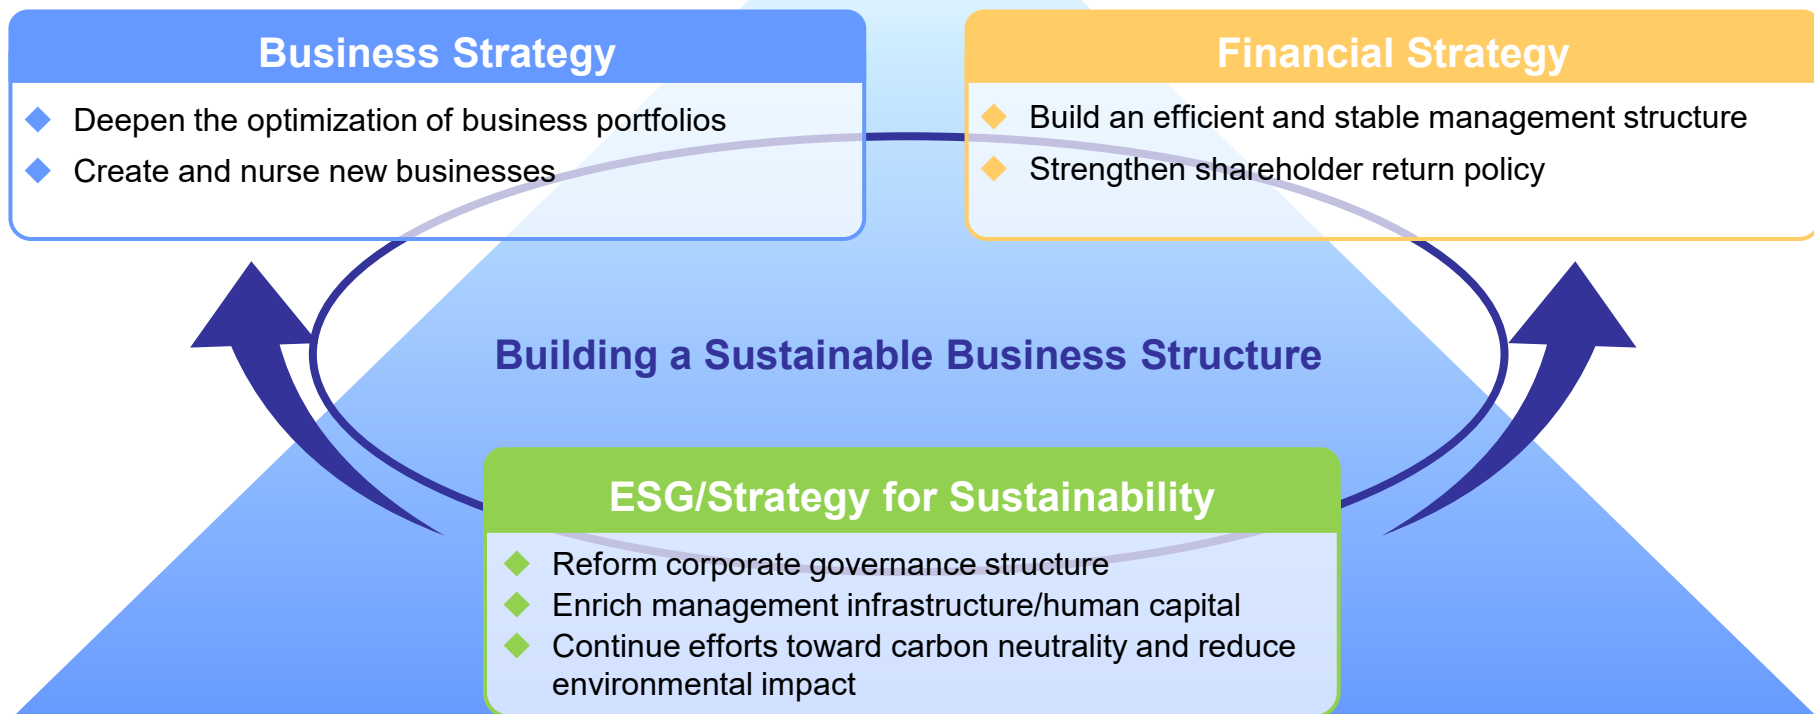 Business Strategy
Deepen the optimization of business portfolios
Create and nurse new businesses
Financial Strategy
Build an efficient and stable management structure
Strengthen shareholder return policy
Building a Sustainable Business Structure
ESG/Strategy for Sustainability
Reform corporate governance structure
Enrich management infrastructure/human capital
Continue efforts toward carbon neutrality and reduce
environmental impact